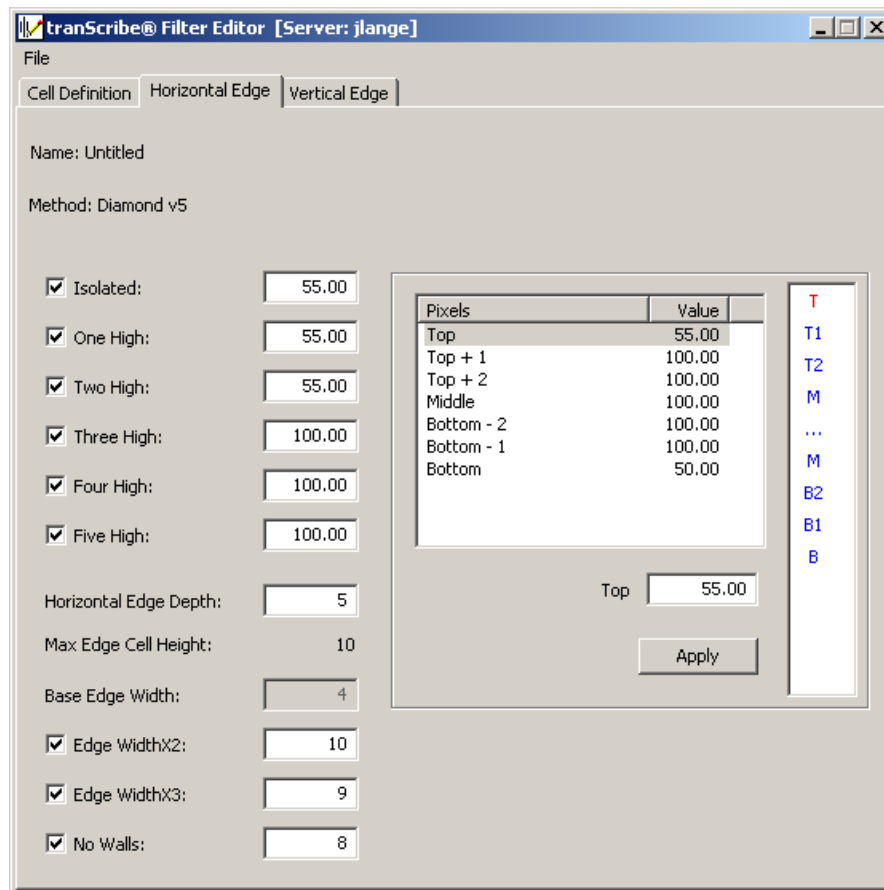 tranScribe® Filter Editor [Server: jlange]
File
Cell Definition Horizontal Edge Vertical Edge
Name: Untitled
Method: Diamond v5
Isolated: 55.00
One High: 55.00
Two High: 55.00
Three High: 100.00
Four High: 100.00
Five High: 100.00
Horizontal Edge Depth: 5
Max Edge Cell Height: 10
Base Edge Width: 4
Edge WidthX2: 10
Edge WidthX3: 9
No Walls: 8
Pixels Value
Top 55.00
Top + 1 100.00
Top + 2 100.00
Middle 100.00
Bottom - 2 100.00
Bottom - 1 100.00
Bottom 50.00
Top 55.00
Apply
T
T1
T2
M
...
M
B2
B1
B